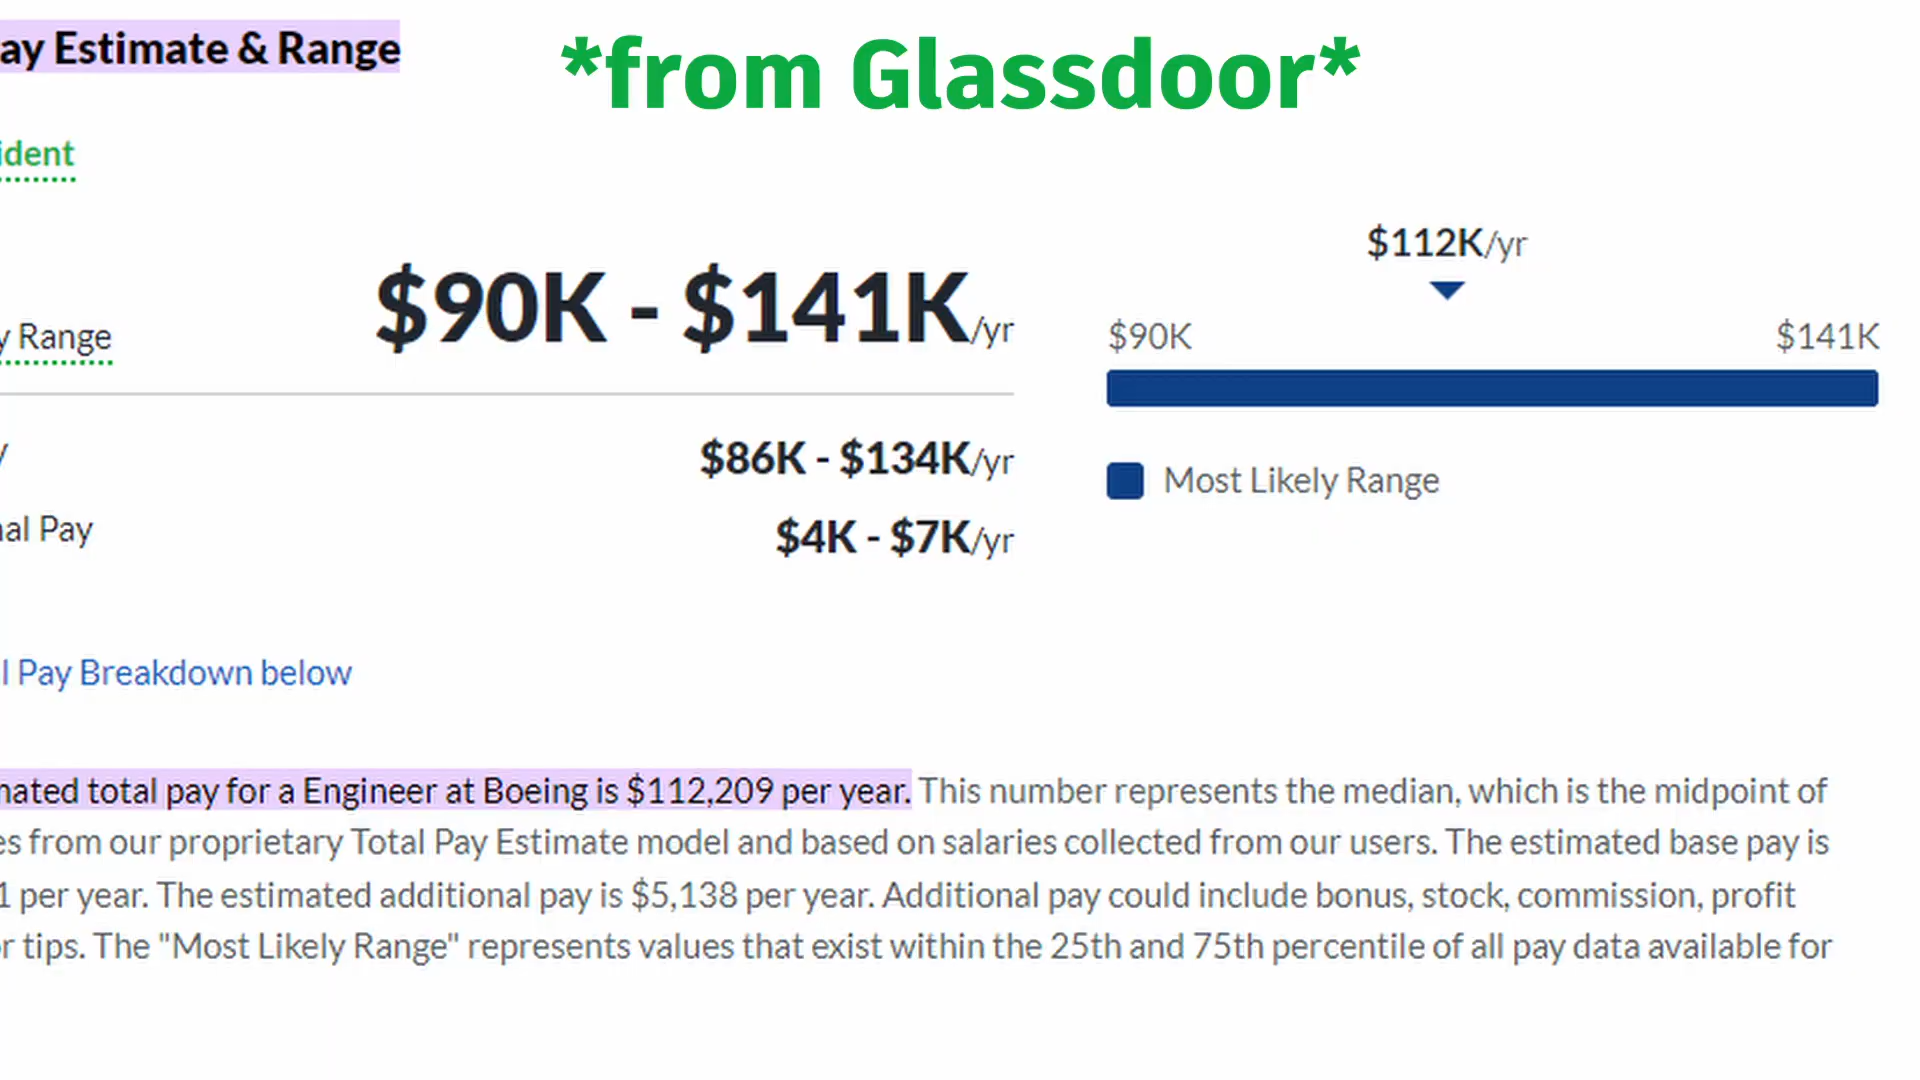 ay Estimate & Range
*from Glassdoor*
ident
$112K/yr
y Range
$90K - $141K/yr
$90K
$141K
y
$86K - $134K/yr
Most Likely Range
al Pay
$4K - $7K/yr
l Pay Breakdown below
mated total pay for a Engineer at Boeing is $112,209 per year. This number represents the median, which is the midpoint of
es from our proprietary Total Pay Estimate model and based on salaries collected from our users. The estimated base pay is
1 per year. The estimated additional pay is $5,138 per year. Additional pay could include bonus, stock, commission, profit
r tips. The "Most Likely Range" represents values that exist within the 25th and 75th percentile of all pay data available for